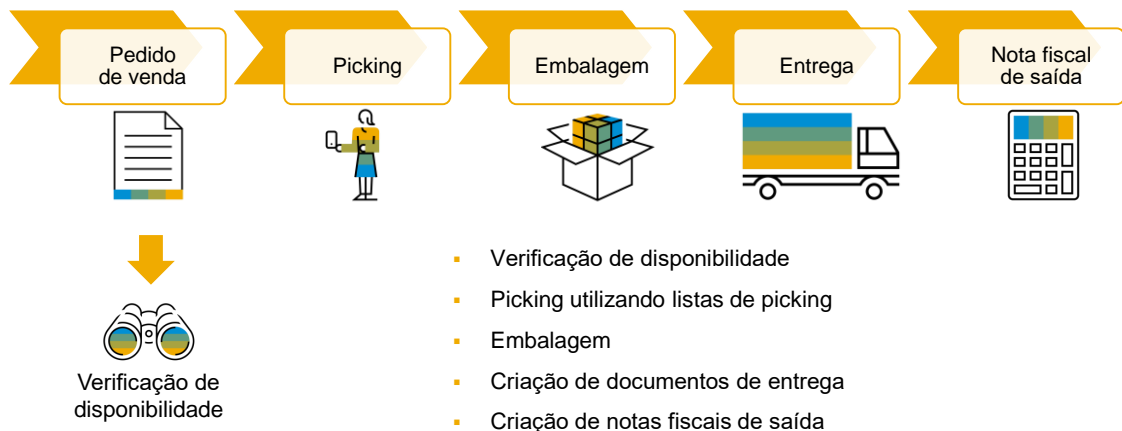 Pedido
de venda
Picking
Embalagem
Entrega
Nota fiscal
de saída
Verificação de
disponibilidade
▪ Verificação de disponibilidade
▪ Picking utilizando listas de picking
▪ Embalagem
▪ Criação de documentos de entrega
▪ Criação de notas fiscais de saída